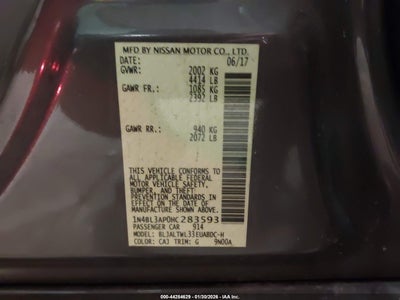 MFD BY NISSAN MOTOR CO., LTD.
DATE: 06/17
GVWR: 2002 KG
4414 LB
GAWR FR.: 1085 KG
2392 LB
GAWR RR.: 940 KG
2072 LB
THIS VEHICLE CONFORMS TO ALL
APPLICABLE FEDERAL
MOTOR VEHICLE SAFETY,
BUMPER, AND THEFT
PREVENTION STANDARDS
IN EFFECT ON THE DATE
OF MANUFACTURE SHOWN ABOVE.
1N4BL3AP0HC283593
PASSENGER CAR 914
MODEL: BLJALTWL33EUABDC-H
COLOR: CAJ TRIM: G 9N00A
000-44284629 - 01/30/2026 - IAA Holdings, LLC